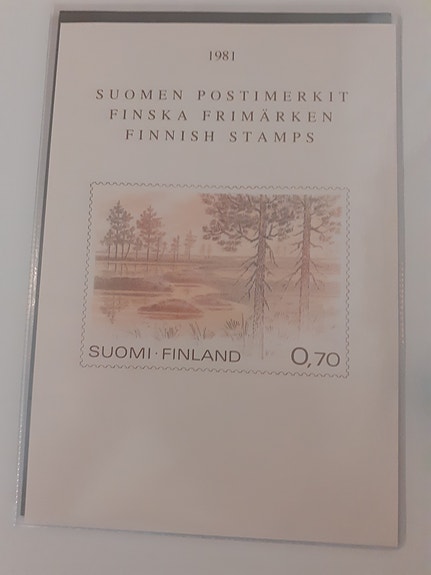 1981
SUOMEN POSTIMERKIT
FINSKA FRIMÄRKEN
FINNISH STAMPS
SUOMI·FINLAND 0,70